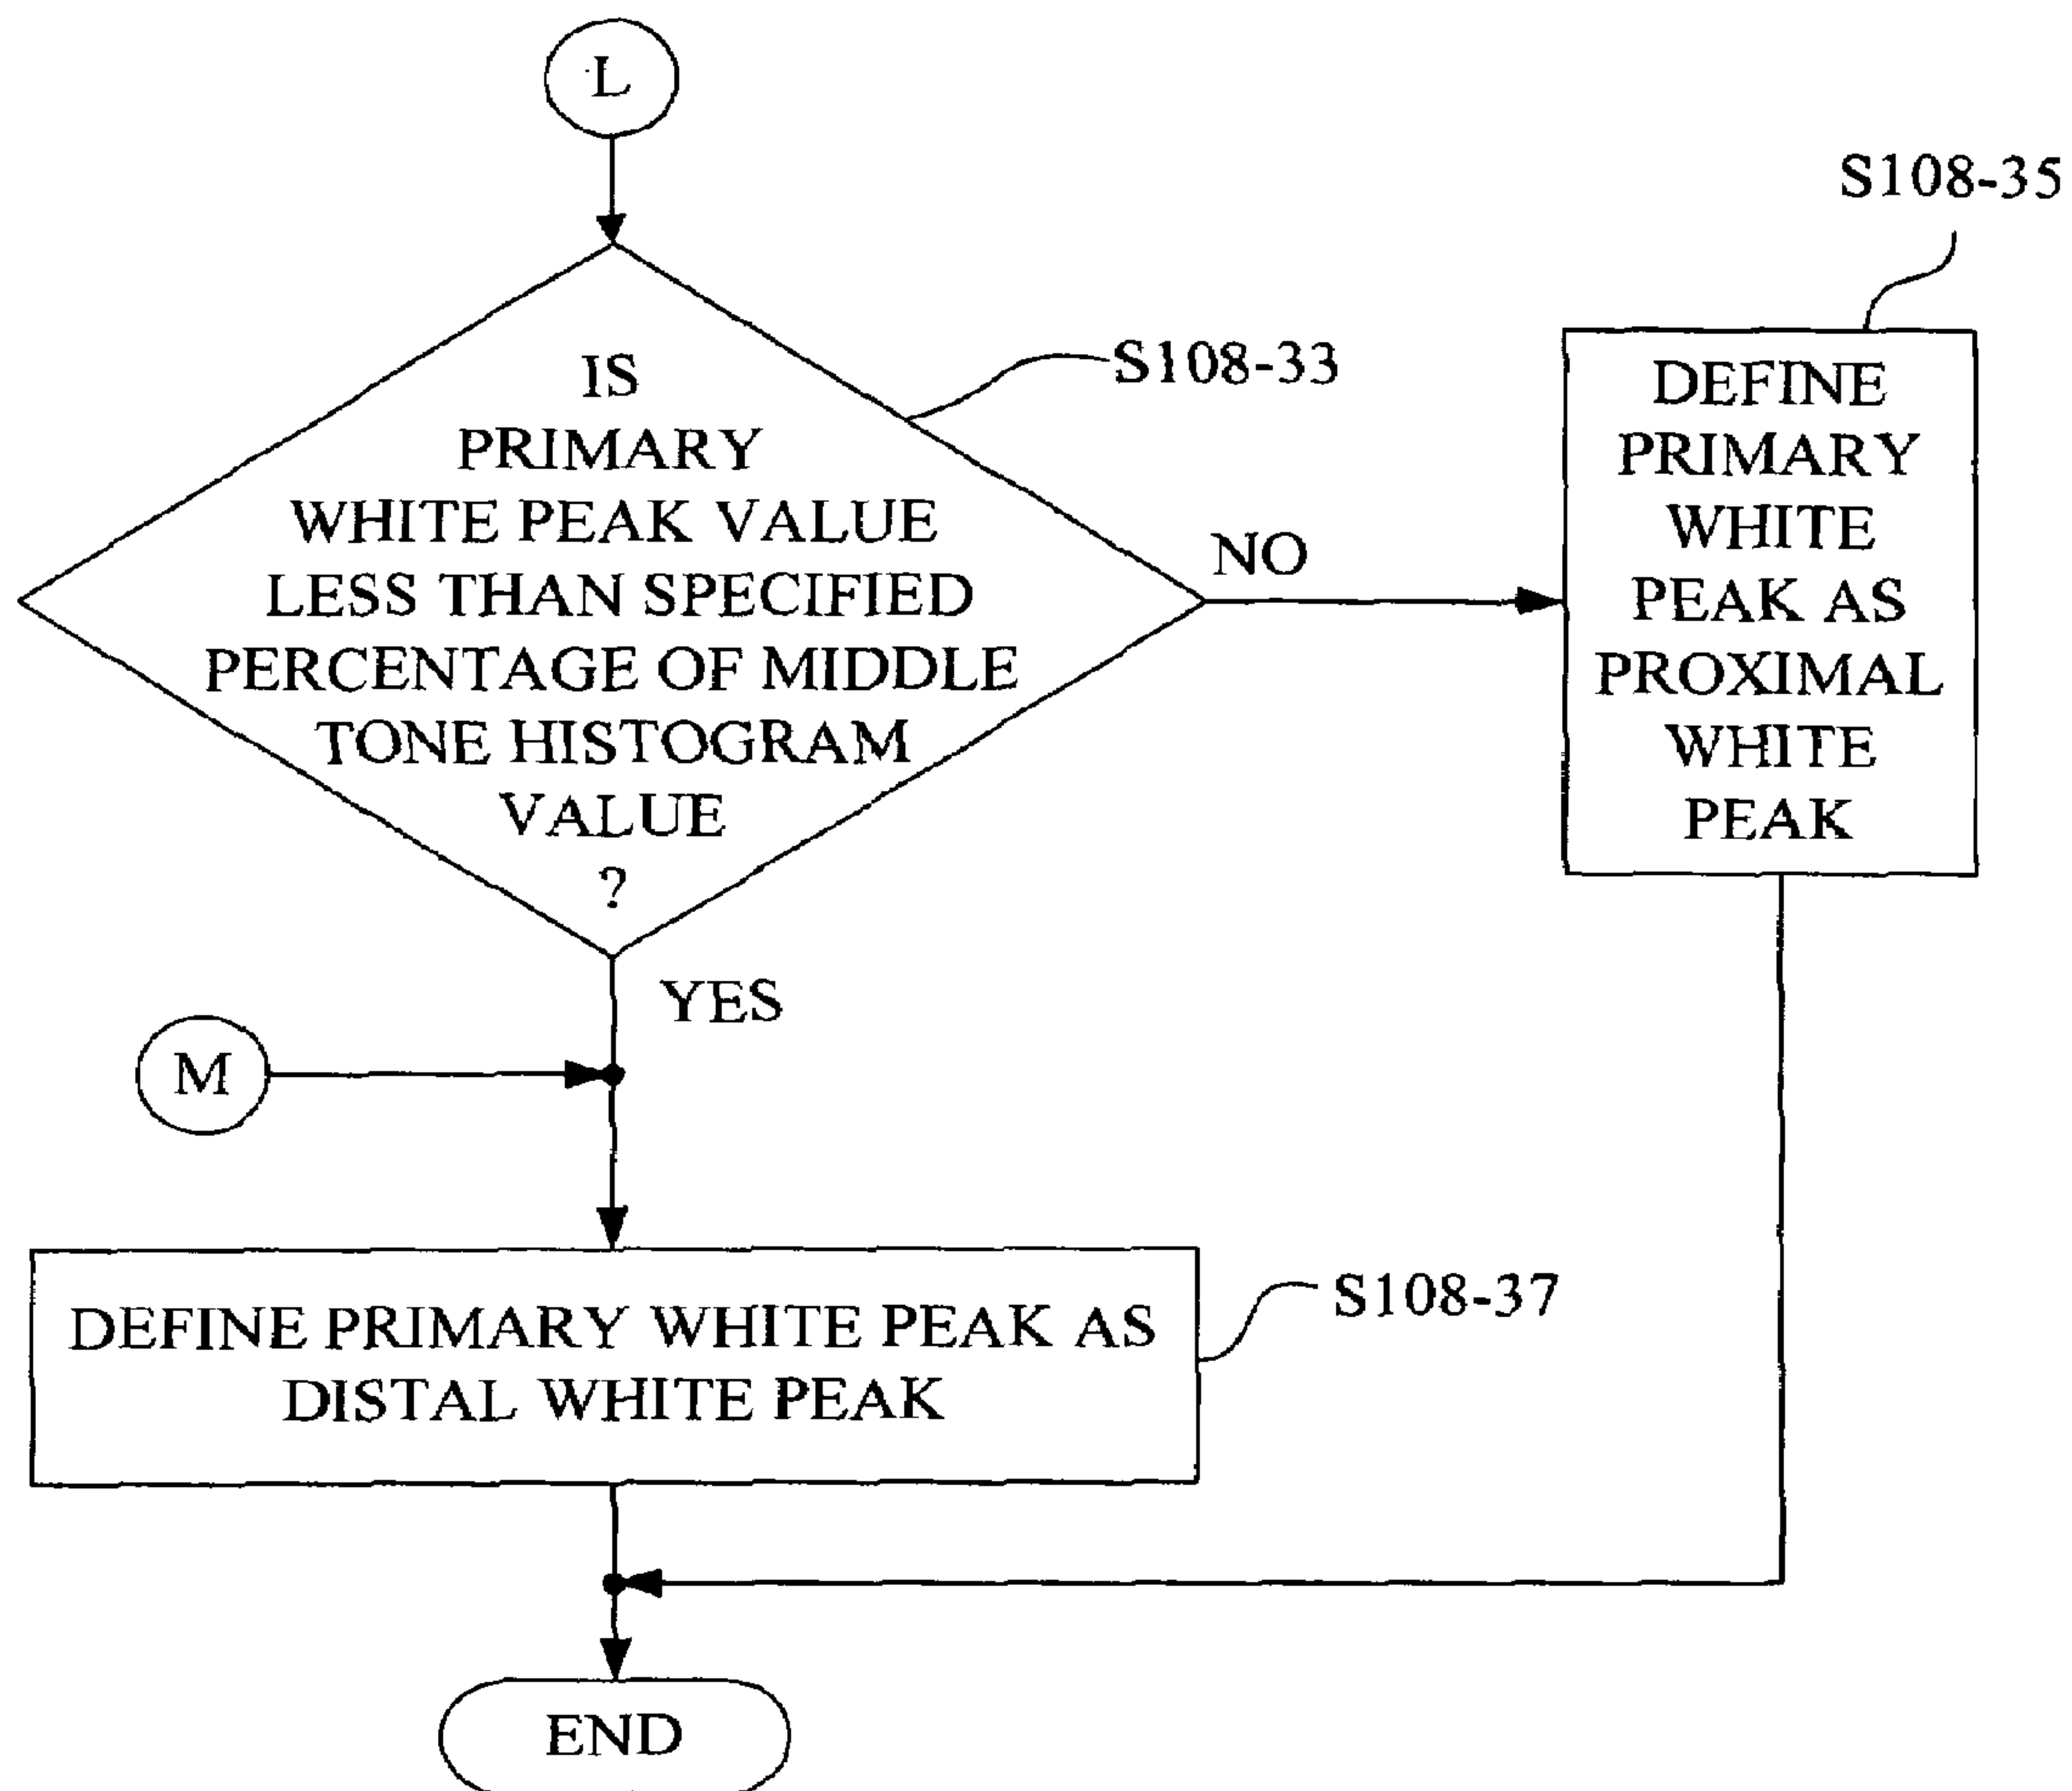 L
S108-35
IS
PRIMARY
WHITE PEAK VALUE
LESS THAN SPECIFIED
PERCENTAGE OF MIDDLE
TONE HISTOGRAM
VALUE
?
S108-33
NO
DEFINE
PRIMARY
WHITE
PEAK AS
PROXIMAL
WHITE
PEAK
YES
M
DEFINE PRIMARY WHITE PEAK AS
DISTAL WHITE PEAK
S108-37
END